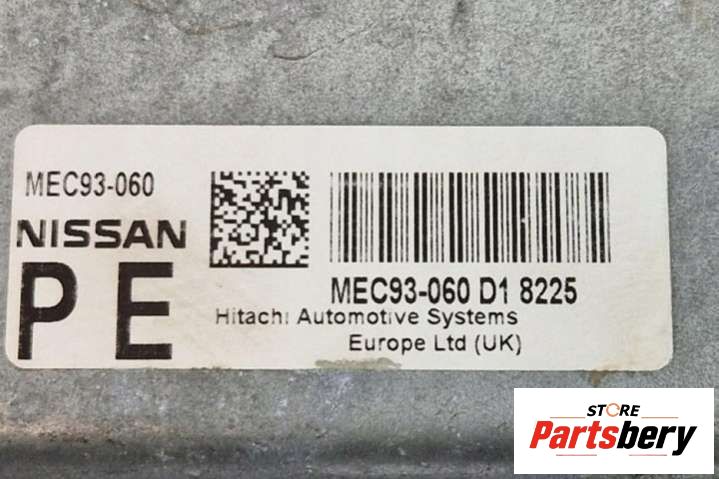 MEC93-060
NISSAN
PE
MEC93-060 D1 8225
Hitachi Automotive Systems
Europe Ltd (UK)
STORE
Partsbery